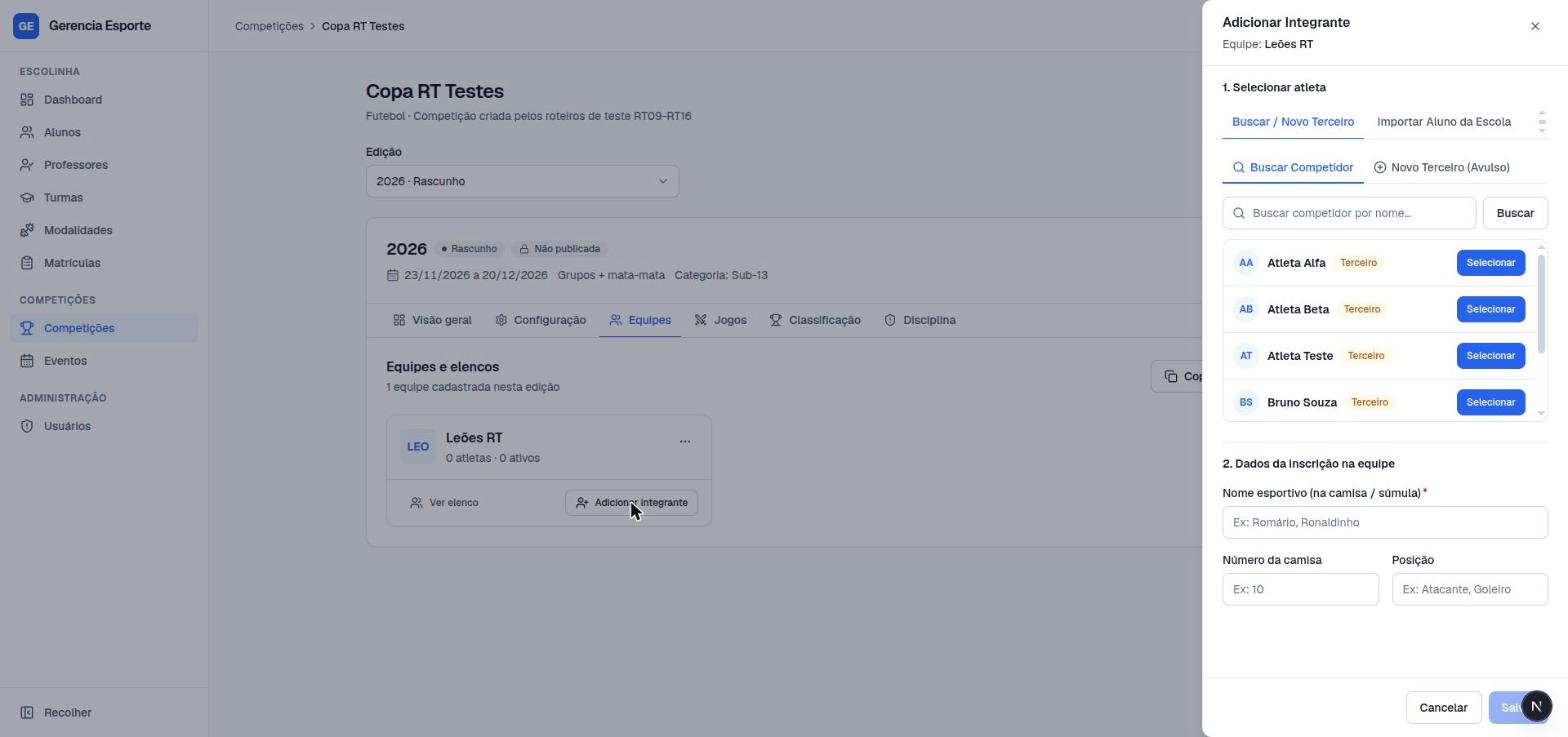 GE Gerencia Esporte
ESCOLINHA
Dashboard
Alunos
Professores
Turmas
Modalidades
Matrículas
COMPETIÇÕES
Competições
Eventos
ADMINISTRAÇÃO
Usuários
Recolher
Competições > Copa RT Testes
Copa RT Testes
Futebol · Competição criada pelos roteiros de teste RT09-RT16
Edição
2026 · Rascunho
2026 Rascunho Não publicada
23/11/2026 a 20/12/2026 Grupos + mata-mata Categoria: Sub-13
Visão geral Configuração Equipes Jogos Classificação Disciplina
Equipes e elencos
1 equipe cadastrada nesta edição
LEO Leões RT ...
0 atletas · 0 ativos
Ver elenco Adicionar integrante
Adicionar Integrante
Equipe: Leões RT
1. Selecionar atleta
Buscar / Novo Terceiro Importar Aluno da Escola
Buscar Competidor Novo Terceiro (Avulso)
Buscar competidor por nome... Buscar
AA Atleta Alfa Terceiro Selecionar
AB Atleta Beta Terceiro Selecionar
AT Atleta Teste Terceiro Selecionar
BS Bruno Souza Terceiro Selecionar
2. Dados da inscrição na equipe
Nome esportivo (na camisa / súmula) *
Ex: Romário, Ronaldinho
Número da camisa Posição
Ex: 10 Ex: Atacante, Goleiro
Cancelar N